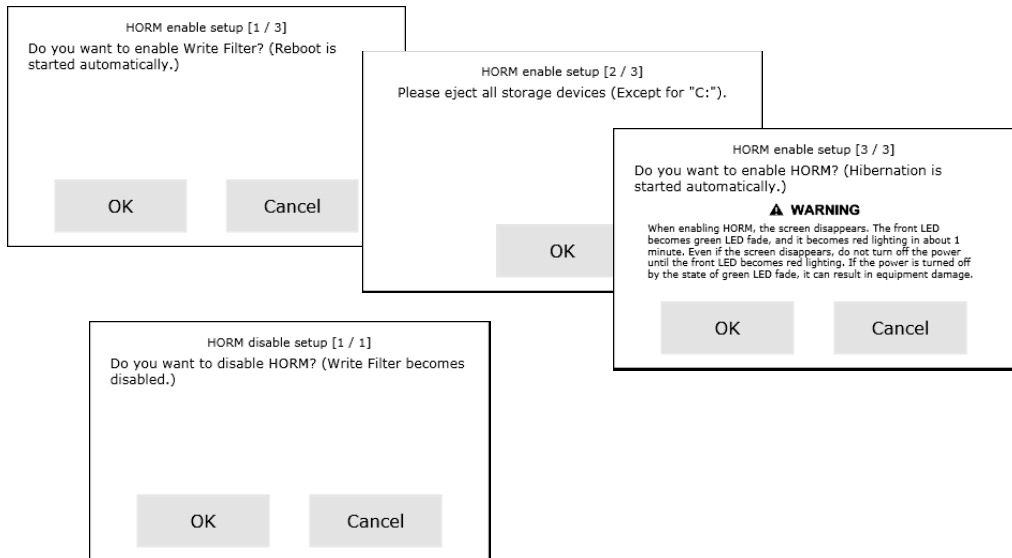 HORM enable setup [1 / 3]
Do you want to enable Write Filter? (Reboot is
started automatically.)
OK
Cancel
HORM enable setup [2 / 3]
Please eject all storage devices (Except for "C:").
OK
HORM enable setup [3 / 3]
Do you want to enable HORM? (Hibernation is
started automatically.)
⚠ WARNING
When enabling HORM, the screen disappears. The front LED
becomes green LED fade, and it becomes red lighting in about 1
minute. Even if the screen disappears, do not turn off the power
until the front LED becomes red lighting. If the power is turned off
by the state of green LED fade, it can result in equipment damage.
OK
Cancel
HORM disable setup [1 / 1]
Do you want to disable HORM? (Write Filter becomes
disabled.)
OK
Cancel